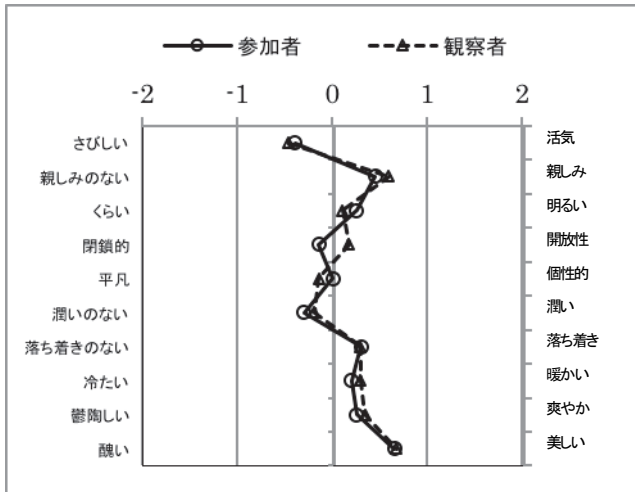 参加者 観察者
-2 -1 0 1 2
さびしい 活気
親しみのない 親しみ
くらい 明るい
閉鎖的 開放性
平凡 個性的
潤いのない 潤い
落ち着きのない 落ち着き
冷たい 暖かい
鬱陶しい 爽やか
醜い 美しい